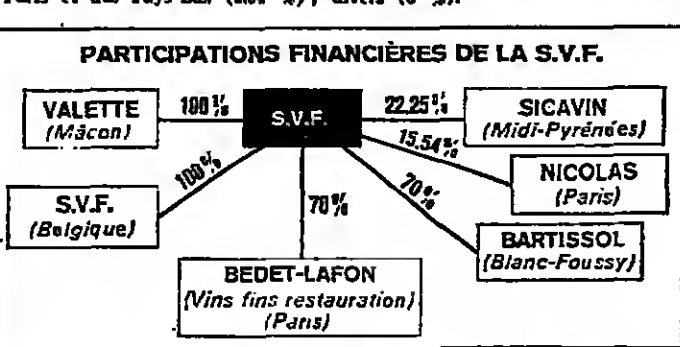 PARTICIPATIONS FINANCIÈRES DE LA S.V.F.
VALETTE
(Mâcon)
100%
S.V.F.
22,25%
SICAVIN
(Midi-Pyrénées)
15,54%
NICOLAS
(Paris)
100%
S.V.F.
(Belgique)
70%
70%
BARTISSOL
(Blanc-Foussy)
BEDET-LAFON
(Vins fins restauration)
(Paris)